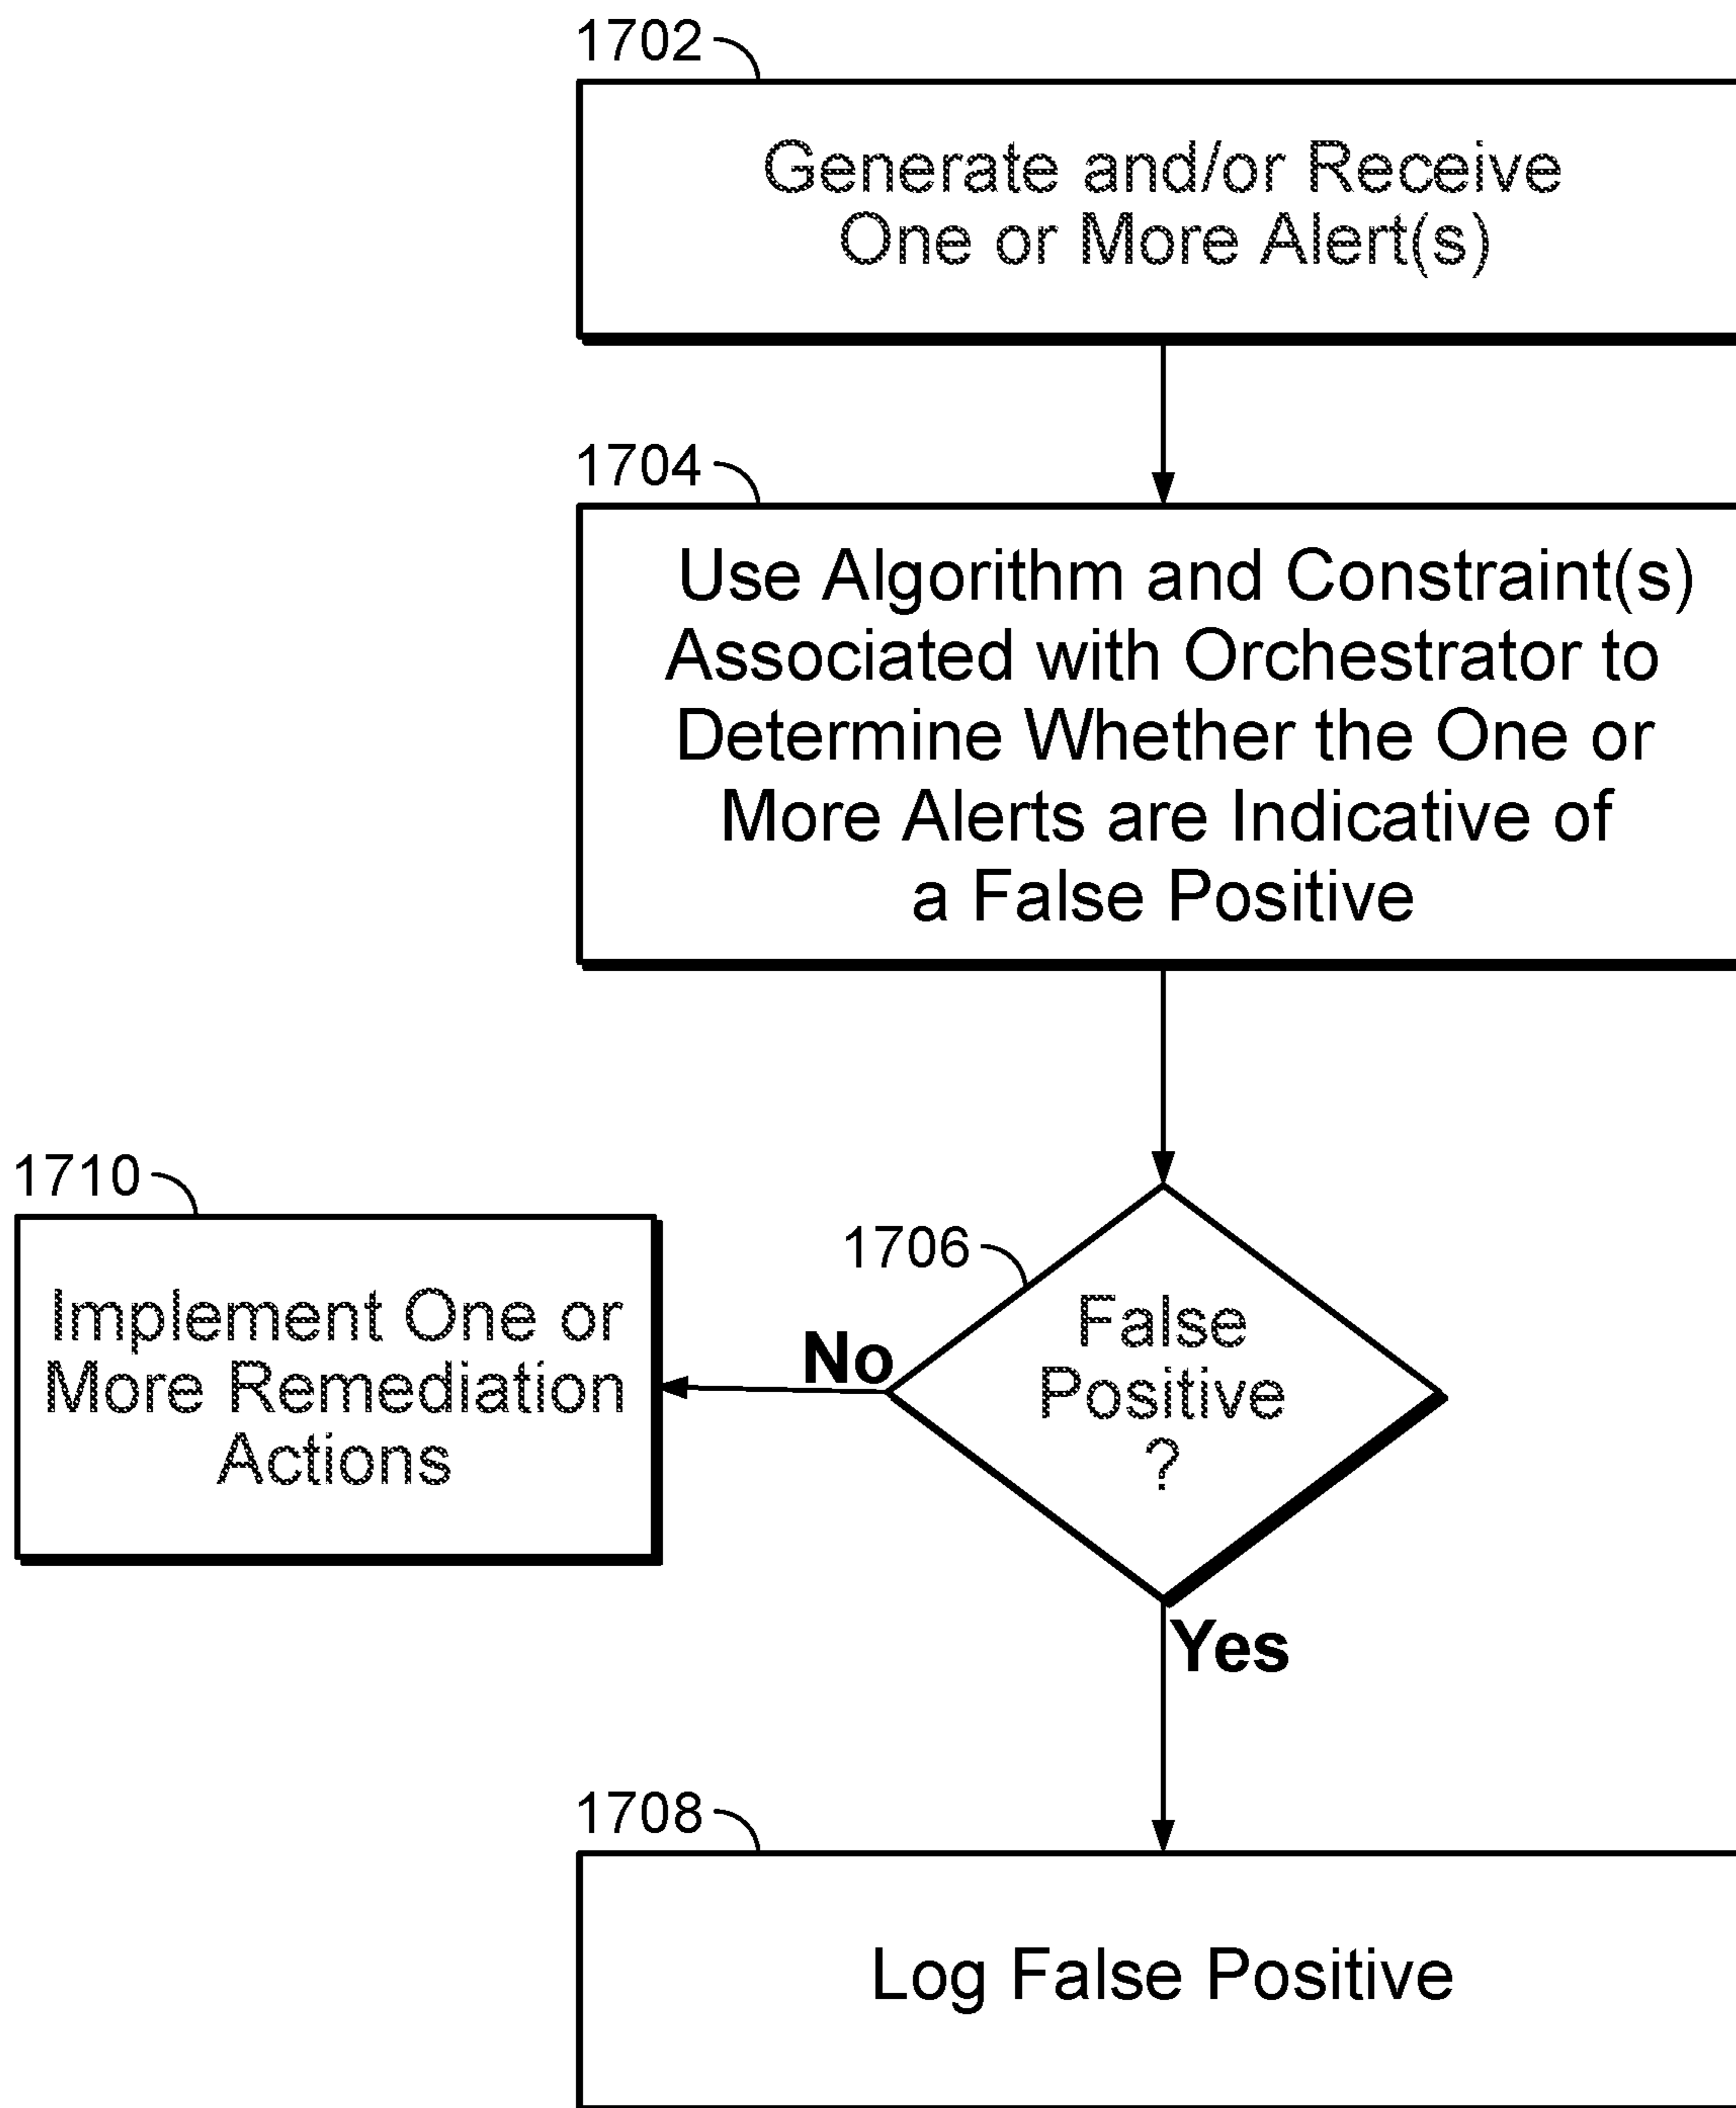 1702
Generate and/or Receive
One or More Alert(s)
1704
Use Algorithm and Constraint(s)
Associated with Orchestrator to
Determine Whether the One or
More Alerts are Indicative of
a False Positive
1710
Implement One or
More Remediation
Actions
1706
False
Positive
?
No
Yes
1708
Log False Positive